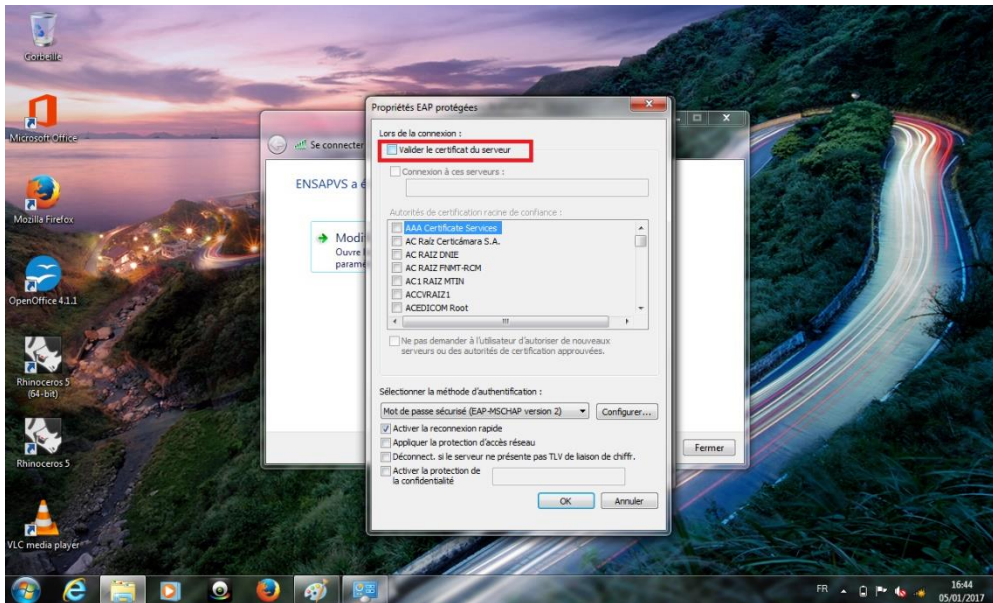 Corbeille
Microsoft Office
Mozilla Firefox
OpenOffice 4.1.1
Rhinoceros 5
(64-bit)
Rhinoceros 5
VLC media player
Se connecter
ENSAPVS a é
Modi
Ouvre l
paramè
Fermer
Propriétés EAP protégées
Lors de la connexion :
Valider le certificat du serveur
Connexion à ces serveurs :
Autorités de certification racine de confiance :
AAA Certificate Services
AC Raíz Certicámara S.A.
AC RAIZ DNIE
AC RAIZ FNMT-RCM
AC1 RAIZ MTIN
ACCVRAIZ1
ACEDICOM Root
Ne pas demander à l'utilisateur d'autoriser de nouveaux
serveurs ou des autorités de certification approuvées.
Sélectionner la méthode d'authentification :
Mot de passe sécurisé (EAP-MSCHAP version 2)
Configurer...
Activer la reconnexion rapide
Appliquer la protection d'accès réseau
Déconnect. si le serveur ne présente pas TLV de liaison de chiffr.
Activer la protection de
la confidentialité
OK
Annuler
FR
16:44
05/01/2017